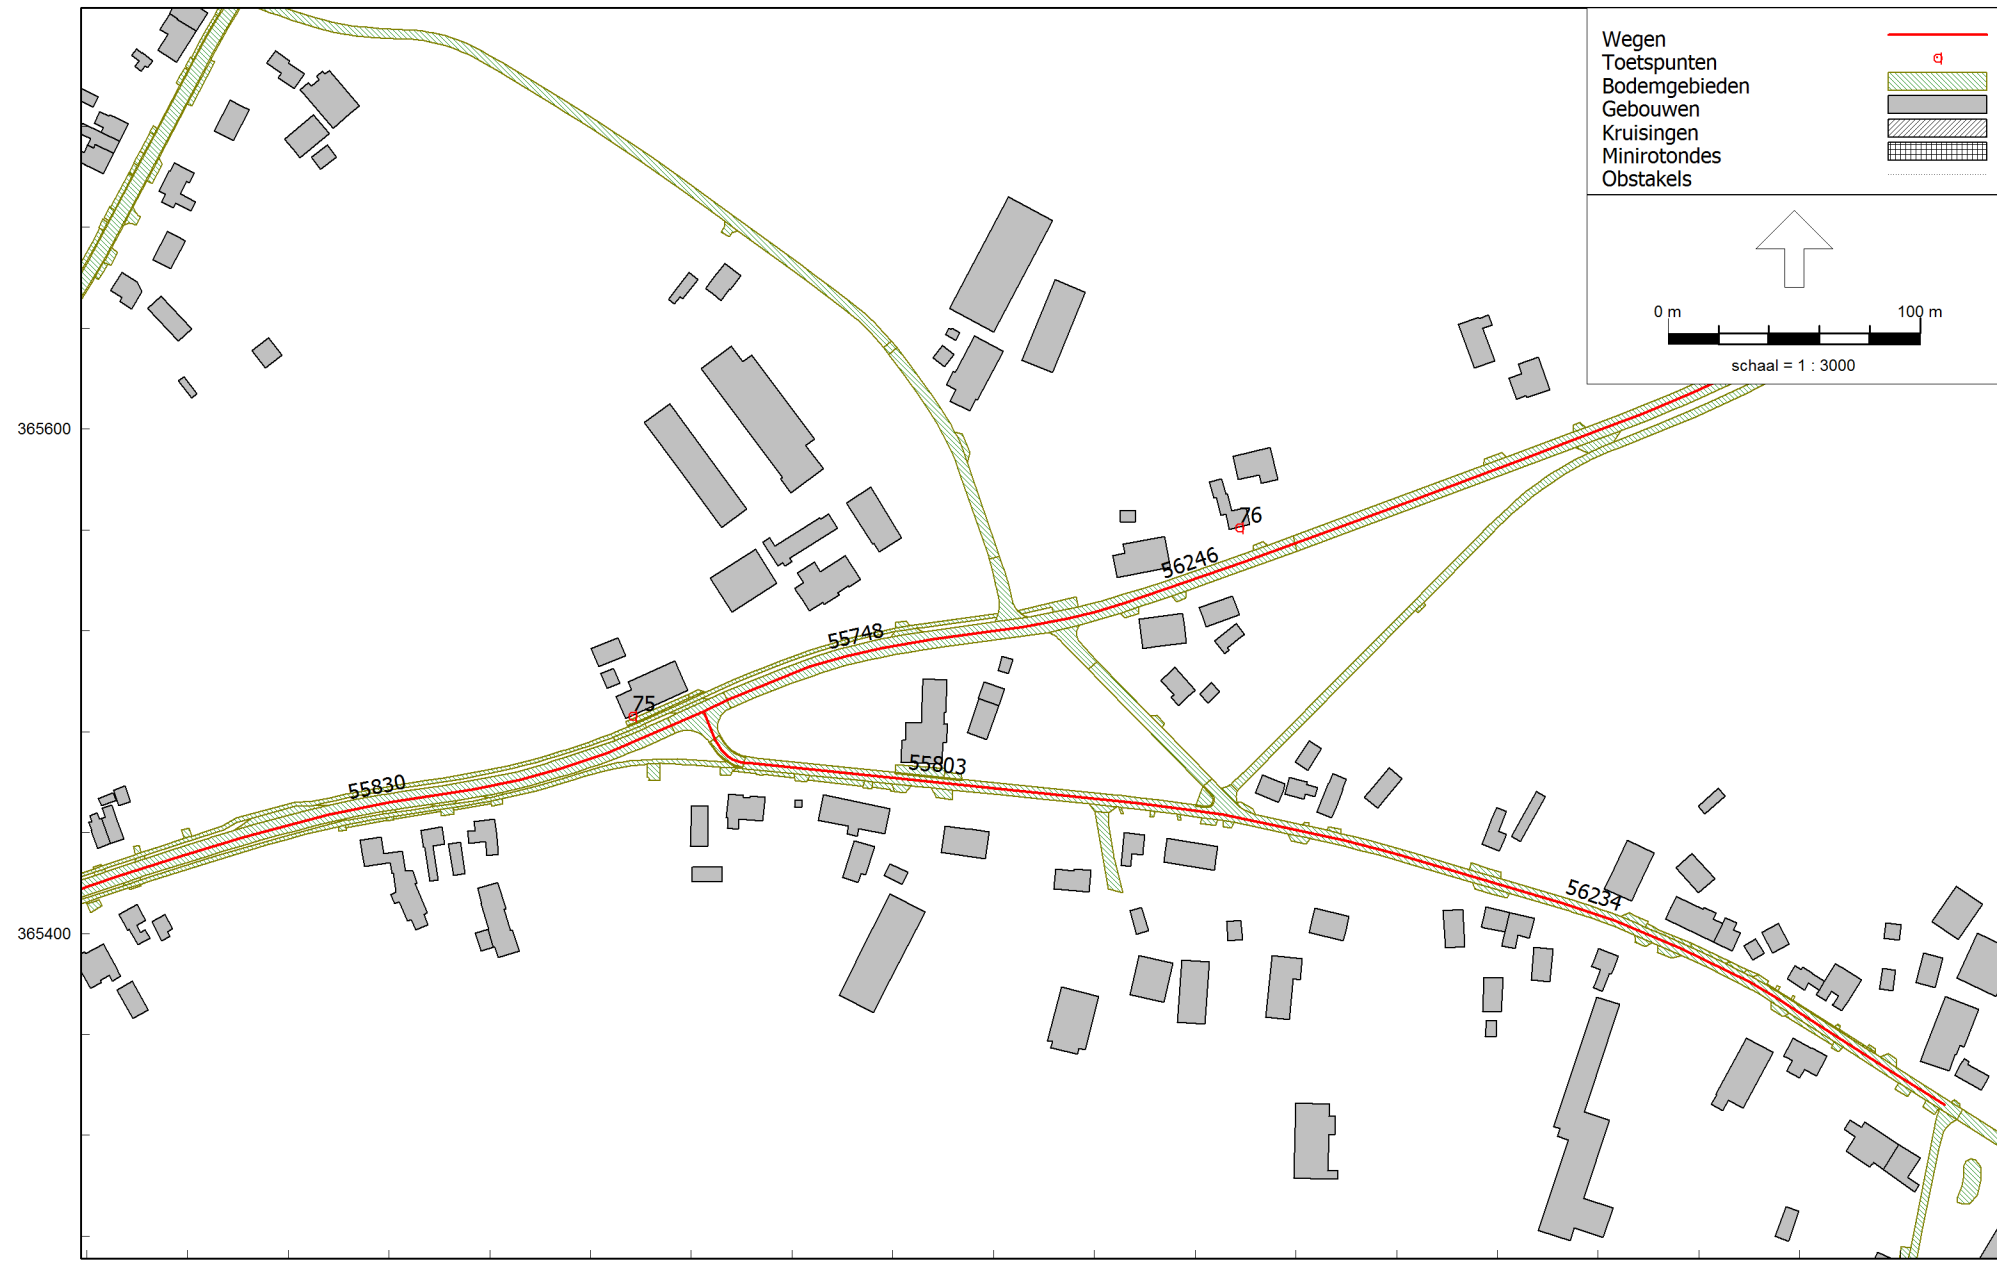 Wegen
Toetspunten
Bodemgebieden
Gebouwen
Kruisingen
Minirotondes
Obstakels
0 m 100 m
schaal = 1 : 3000
365600
76
56246
55748
75
55803
55830
56234
365400